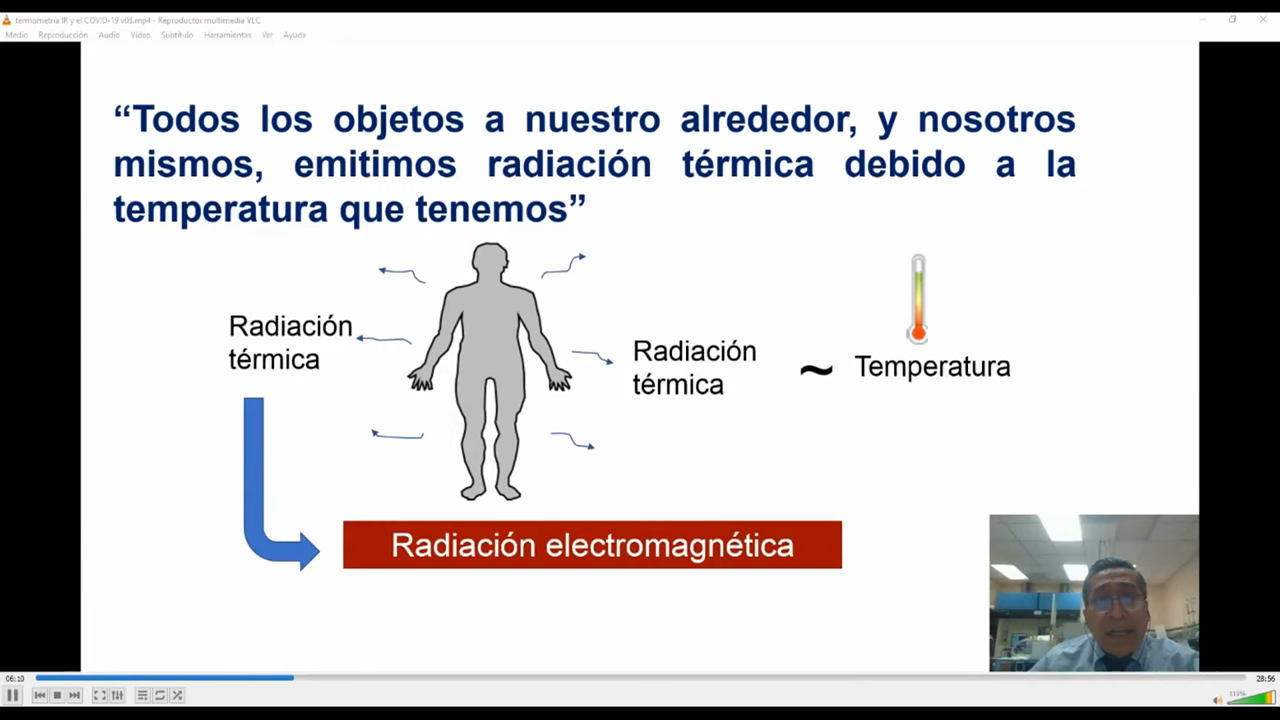 termometria IR y el COVID-19 v03.mp4 - Reproductor multimedia VLC
Medio Reproducción Audio Vídeo Subtítulo Herramientas Ver Ayuda
“Todos los objetos a nuestro alrededor, y nosotros
mismos, emitimos radiación térmica debido a la
temperatura que tenemos”
Radiación
térmica
Radiación
térmica
~
Temperatura
Radiación electromagnética
06:10
28:56
113%